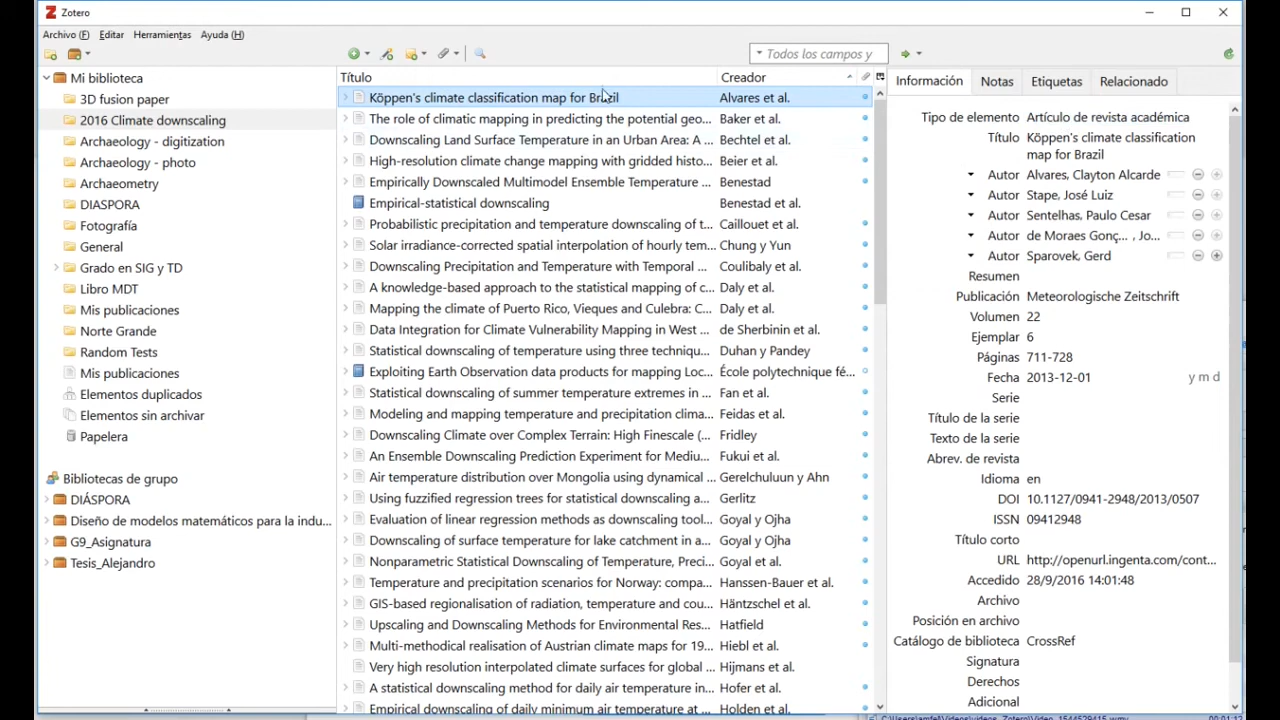 Zotero
Archivo (F) Editar Herramientas Ayuda (H)
Todos los campos y
Mi biblioteca
3D fusion paper
2016 Climate downscaling
Archaeology - digitization
Archaeology - photo
Archaeometry
DIASPORA
Fotografía
General
Grado en SIG y TD
Libro MDT
Mis publicaciones
Norte Grande
Random Tests
Mis publicaciones
Elementos duplicados
Elementos sin archivar
Papelera
Bibliotecas de grupo
DIÁSPORA
Diseño de modelos matemáticos para la indu...
G9_Asignatura
Tesis_Alejandro
Título Creador
Köppen's climate classification map for Brazil Alvares et al.
The role of climatic mapping in predicting the potential geo... Baker et al.
Downscaling Land Surface Temperature in an Urban Area: A ... Bechtel et al.
High-resolution climate change mapping with gridded histo... Beier et al.
Empirically Downscaled Multimodel Ensemble Temperature ... Benestad
Empirical-statistical downscaling Benestad et al.
Probabilistic precipitation and temperature downscaling of t... Caillouet et al.
Solar irradiance-corrected spatial interpolation of hourly tem... Chung y Yun
Downscaling Precipitation and Temperature with Temporal ... Coulibaly et al.
A knowledge-based approach to the statistical mapping of c... Daly et al.
Mapping the climate of Puerto Rico, Vieques and Culebra: C... Daly et al.
Data Integration for Climate Vulnerability Mapping in West ... de Sherbinin et al.
Statistical downscaling of temperature using three techniqu... Duhan y Pandey
Exploiting Earth Observation data products for mapping Loc... École polytechnique fé...
Statistical downscaling of summer temperature extremes in ... Fan et al.
Modeling and mapping temperature and precipitation clima... Feidas et al.
Downscaling Climate over Complex Terrain: High Finescale (... Fridley
An Ensemble Downscaling Prediction Experiment for Mediu... Fukui et al.
Air temperature distribution over Mongolia using dynamical ... Gerelchuluun y Ahn
Using fuzzified regression trees for statistical downscaling a... Gerlitz
Evaluation of linear regression methods as downscaling tool... Goyal y Ojha
Downscaling of surface temperature for lake catchment in a... Goyal y Ojha
Nonparametric Statistical Downscaling of Temperature, Preci... Goyal et al.
Temperature and precipitation scenarios for Norway: compa... Hanssen-Bauer et al.
GIS-based regionalisation of radiation, temperature and cou... Häntzschel et al.
Upscaling and Downscaling Methods for Environmental Res... Hatfield
Multi-methodical realisation of Austrian climate maps for 19... Hiebl et al.
Very high resolution interpolated climate surfaces for global ... Hijmans et al.
A statistical downscaling method for daily air temperature in... Hofer et al.
Empirical downscaling of daily minimum air temperature at ... Holden et al.
Información Notas Etiquetas Relacionado
Tipo de elemento Artículo de revista académica
Título Köppen's climate classification
map for Brazil
Autor Alvares, Clayton Alcarde
Autor Stape, José Luiz
Autor Sentelhas, Paulo Cesar
Autor de Moraes Gonç... , Jo...
Autor Sparovek, Gerd
Resumen
Publicación Meteorologische Zeitschrift
Volumen 22
Ejemplar 6
Páginas 711-728
Fecha 2013-12-01 y m d
Serie
Título de la serie
Texto de la serie
Abrev. de revista
Idioma en
DOI 10.1127/0941-2948/2013/0507
ISSN 09412948
Título corto
URL http://openurl.ingenta.com/cont...
Accedido 28/9/2016 14:01:48
Archivo
Posición en archivo
Catálogo de biblioteca CrossRef
Signatura
Derechos
Adicional